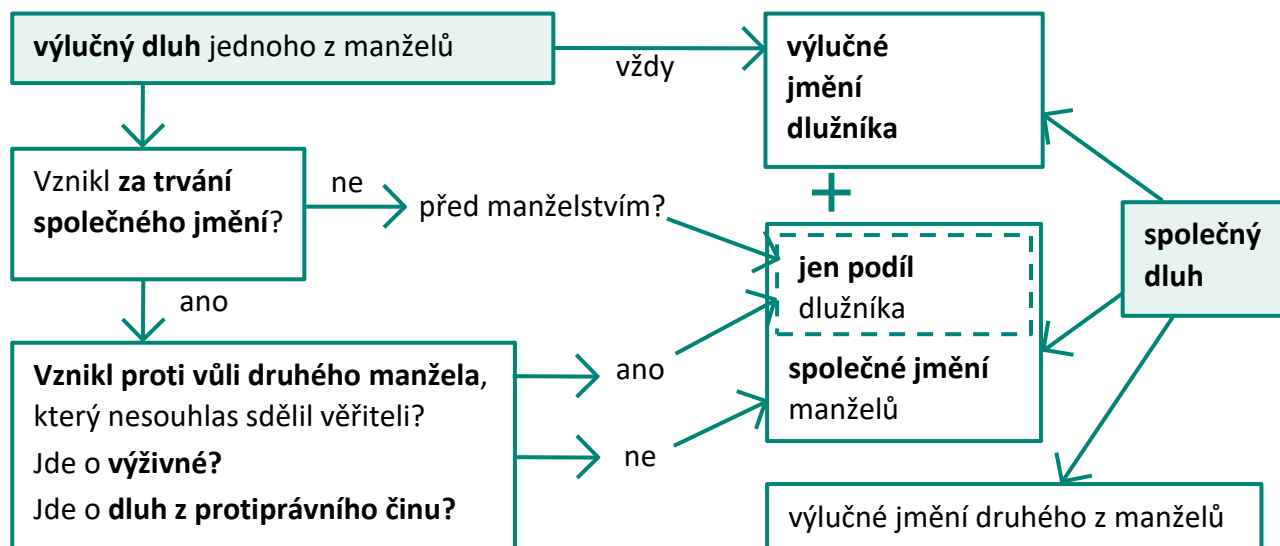 výlučný dluh jednoho z manželů
vždy
výlučné
jmění
dlužníka
Vznikl za trvání
společného jmění?
ne
před manželstvím?
+
jen podíl
dlužníka
společné jmění
manželů
společný
dluh
ano
Vznikl proti vůli druhého manžela,
který nesouhlas sdělil věřiteli?
Jde o výživné?
Jde o dluh z protiprávního činu?
ano
ne
výlučné jmění druhého z manželů